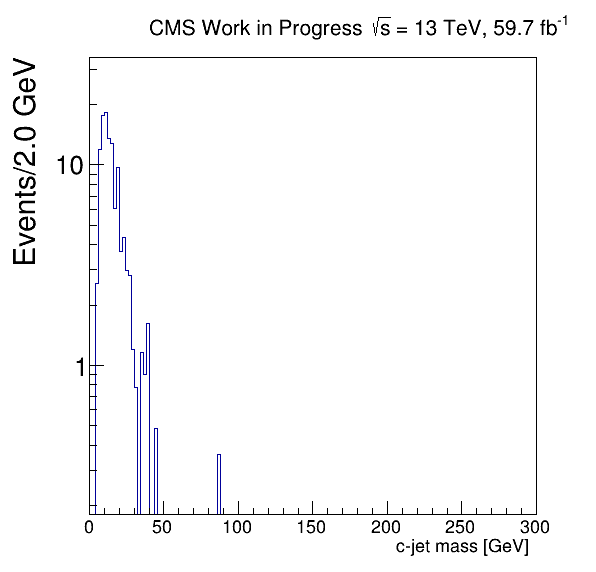 CMS Work in Progress √s = 13 TeV, 59.7 fb⁻¹
Events/2.0 GeV
10
1
0 50 100 150 200 250 300
c-jet mass [GeV]